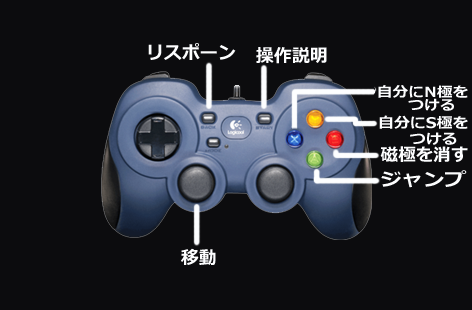 リスポーン
操作説明
自分にN極を
つける
自分にS極を
つける
磁極を消す
ジャンプ
移動
Logitech
X